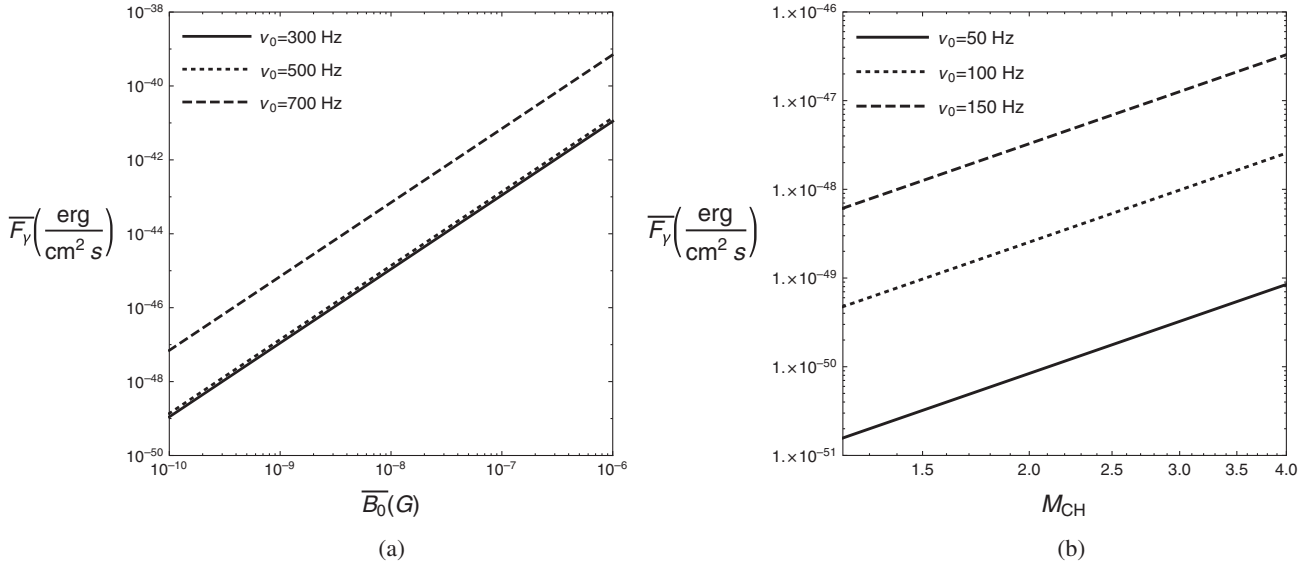 ν₀=300 Hz
ν₀=500 Hz
ν₀=700 Hz
10⁻³⁸
10⁻⁴⁰
10⁻⁴²
10⁻⁴⁴
10⁻⁴⁶
10⁻⁴⁸
10⁻⁵⁰
F̅ᵧ(erg/cm² s)
10⁻¹⁰ 10⁻⁹ 10⁻⁸ 10⁻⁷ 10⁻⁶
B̅₀(G)
(a)
ν₀=50 Hz
ν₀=100 Hz
ν₀=150 Hz
1.×10⁻⁴⁶
1.×10⁻⁴⁷
1.×10⁻⁴⁸
1.×10⁻⁴⁹
1.×10⁻⁵⁰
1.×10⁻⁵¹
F̅ᵧ(erg/cm² s)
1.5 2.0 2.5 3.0 3.5 4.0
M_CH
(b)